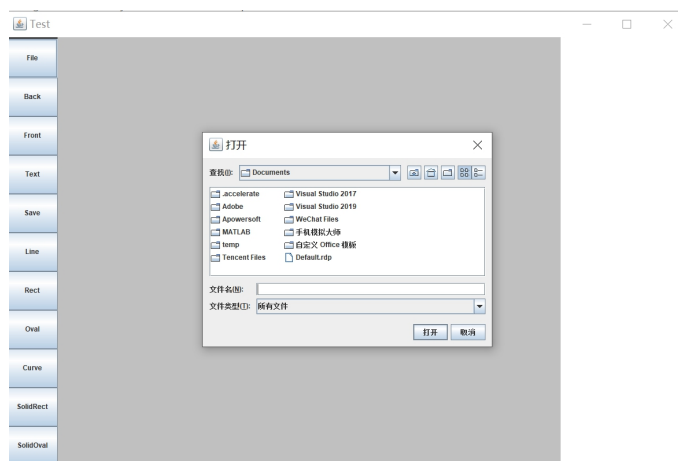 Test
File
Back
Front
Text
Save
Line
Rect
Oval
Curve
SolidRect
SolidOval
打开
查找(I): Documents
.accelerate
Adobe
Apowersoft
MATLAB
temp
Tencent Files
Visual Studio 2017
Visual Studio 2019
WeChat Files
手机模拟大师
自定义 Office 模板
Default.rdp
文件名(N):
文件类型(T): 所有文件
打开 取消